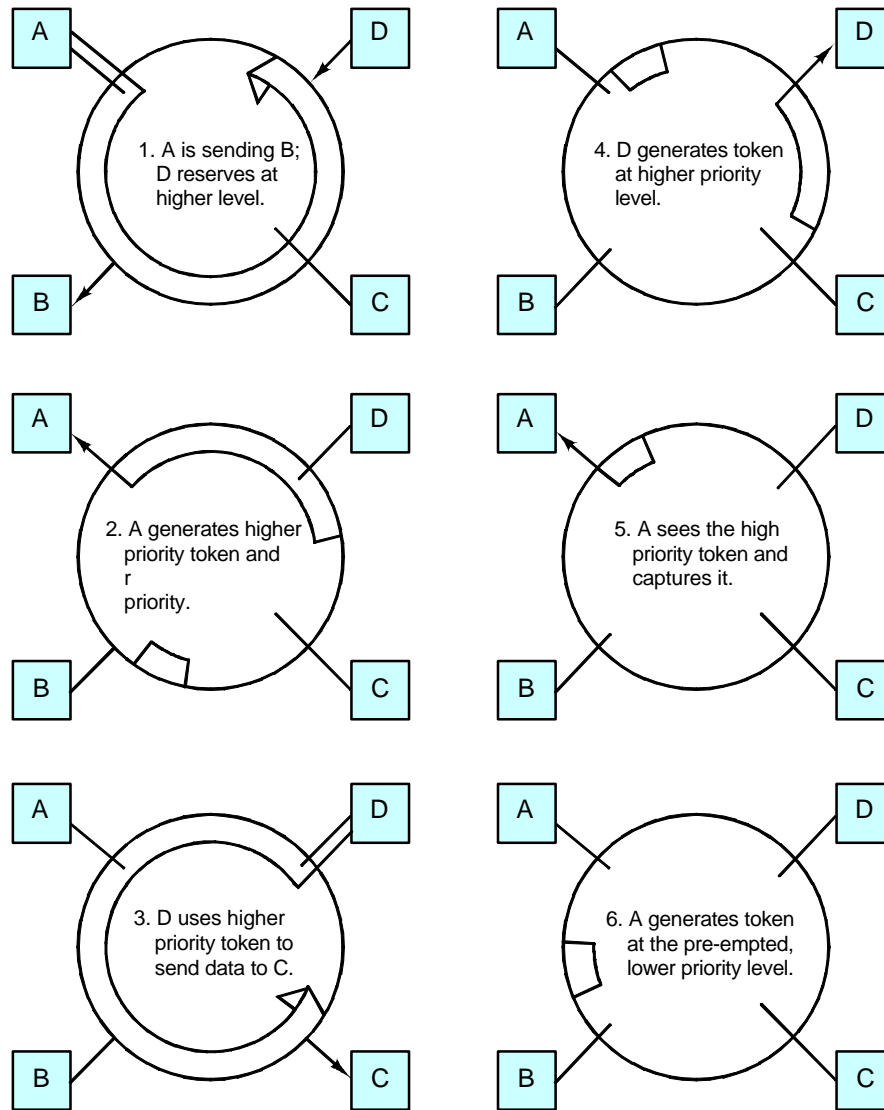 A
D
1. A is sending B;
D reserves at
higher level.
B
C
A
D
2. A generates higher
priority token and
r
priority.
B
C
A
D
3. D uses higher
priority token to
send data to C.
B
C
A
D
4. D generates token
at higher priority
level.
B
C
A
D
5. A sees the high
priority token and
captures it.
B
C
A
D
6. A generates token
at the pre-empted,
lower priority level.
B
C